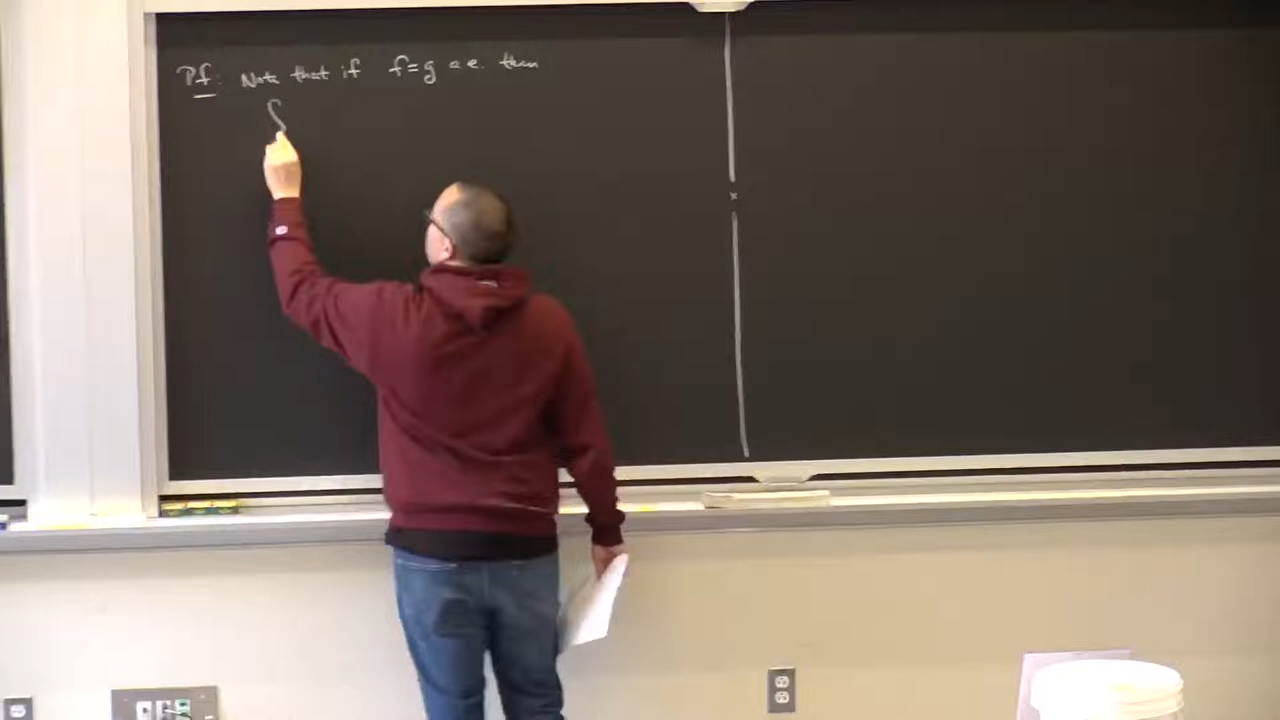 Pf: Note that if f=g a.e. then
∫